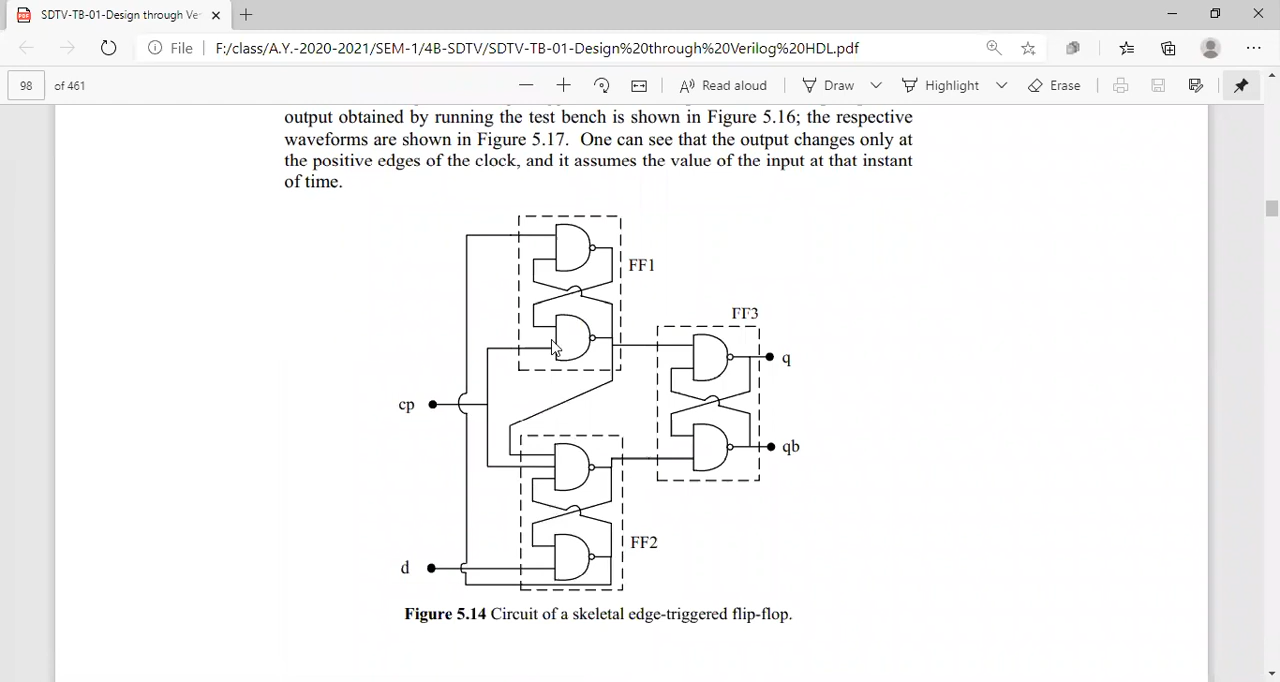 SDTV-TB-01-Design through Ve
File
F:/class/A.Y.-2020-2021/SEM-1/4B-SDTV/SDTV-TB-01-Design%20through%20Verilog%20HDL.pdf
98 of 461
Read aloud
Draw
Highlight
Erase
output obtained by running the test bench is shown in Figure 5.16; the respective
waveforms are shown in Figure 5.17. One can see that the output changes only at
the positive edges of the clock, and it assumes the value of the input at that instant
of time.
FF1
FF3
q
cp
qb
FF2
d
Figure 5.14 Circuit of a skeletal edge-triggered flip-flop.